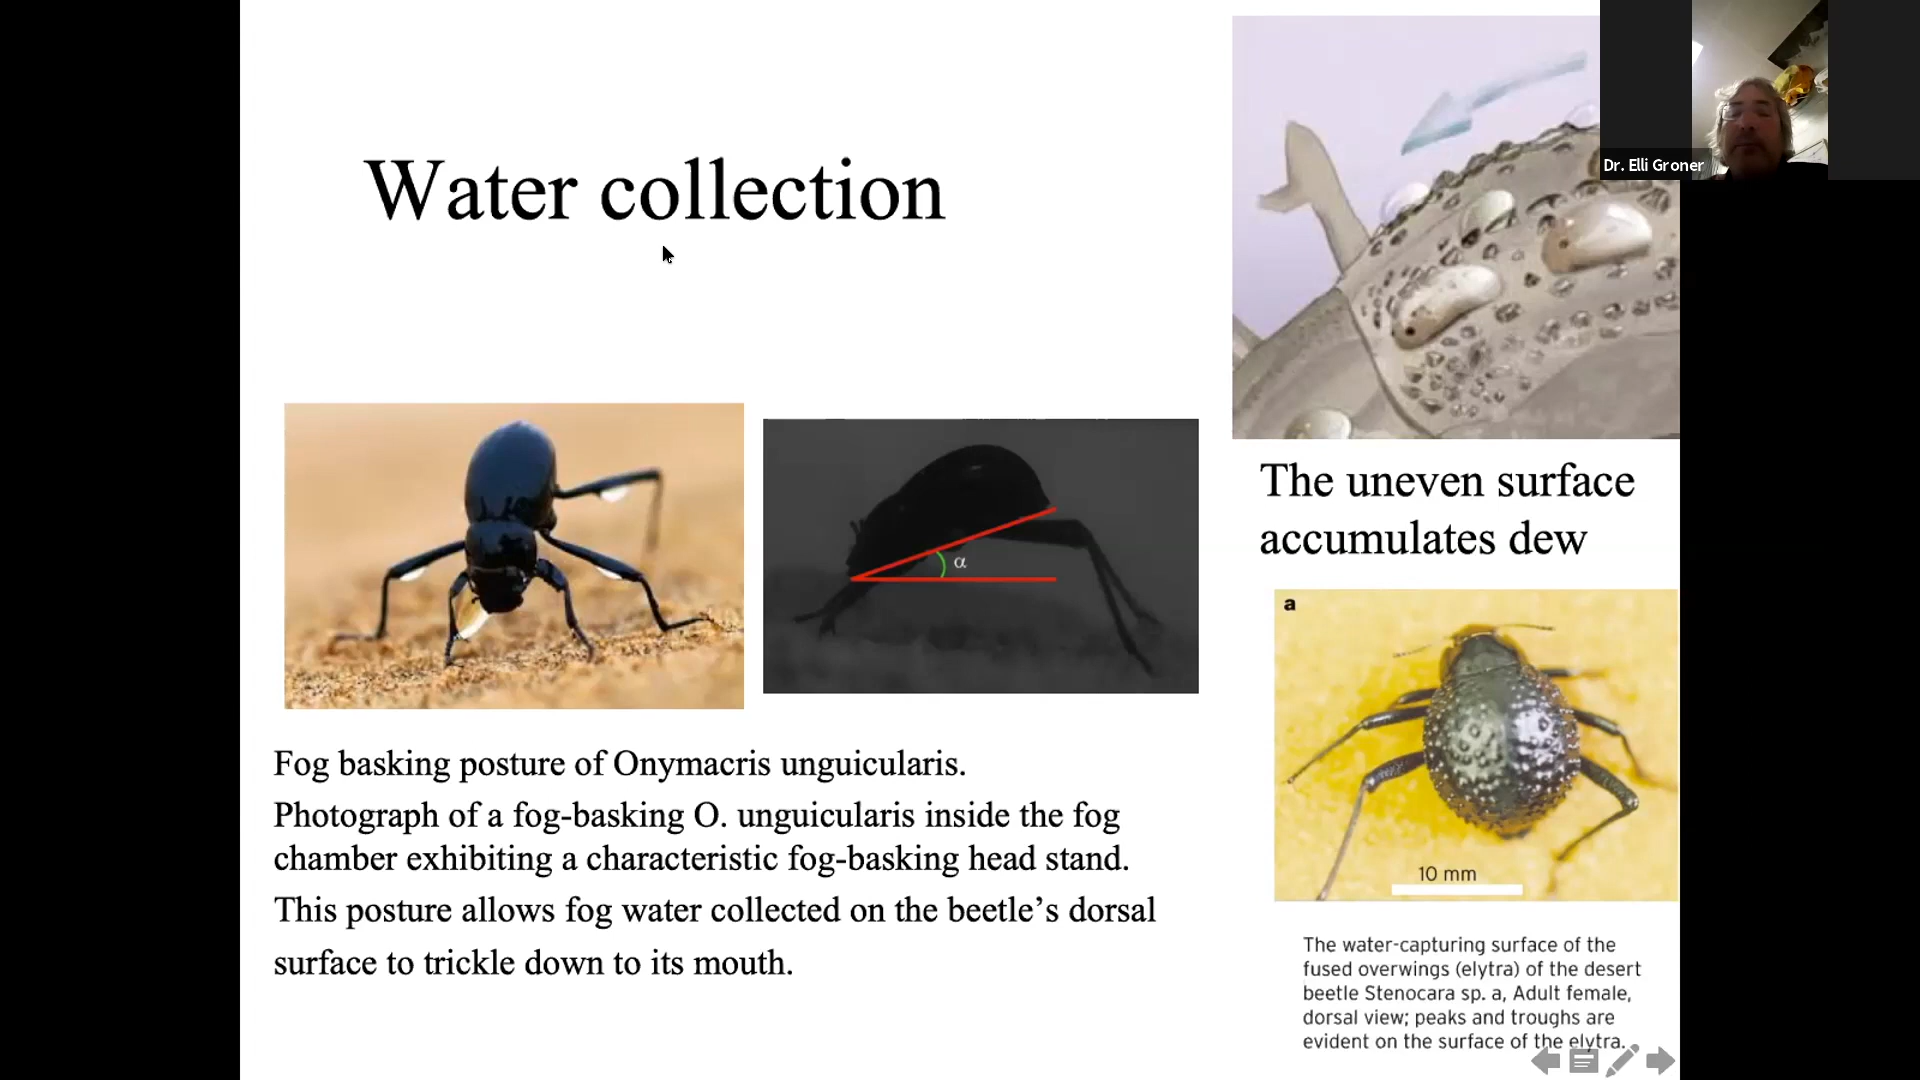 Water collection
Dr. Elli Groner
α
The uneven surface
accumulates dew
a
10 mm
Fog basking posture of Onymacris unguicularis.
Photograph of a fog-basking O. unguicularis inside the fog
chamber exhibiting a characteristic fog-basking head stand.
This posture allows fog water collected on the beetle’s dorsal
surface to trickle down to its mouth.
The water-capturing surface of the
fused overwings (elytra) of the desert
beetle Stenocara sp. a, Adult female,
dorsal view; peaks and troughs are
evident on the surface of the elytra.